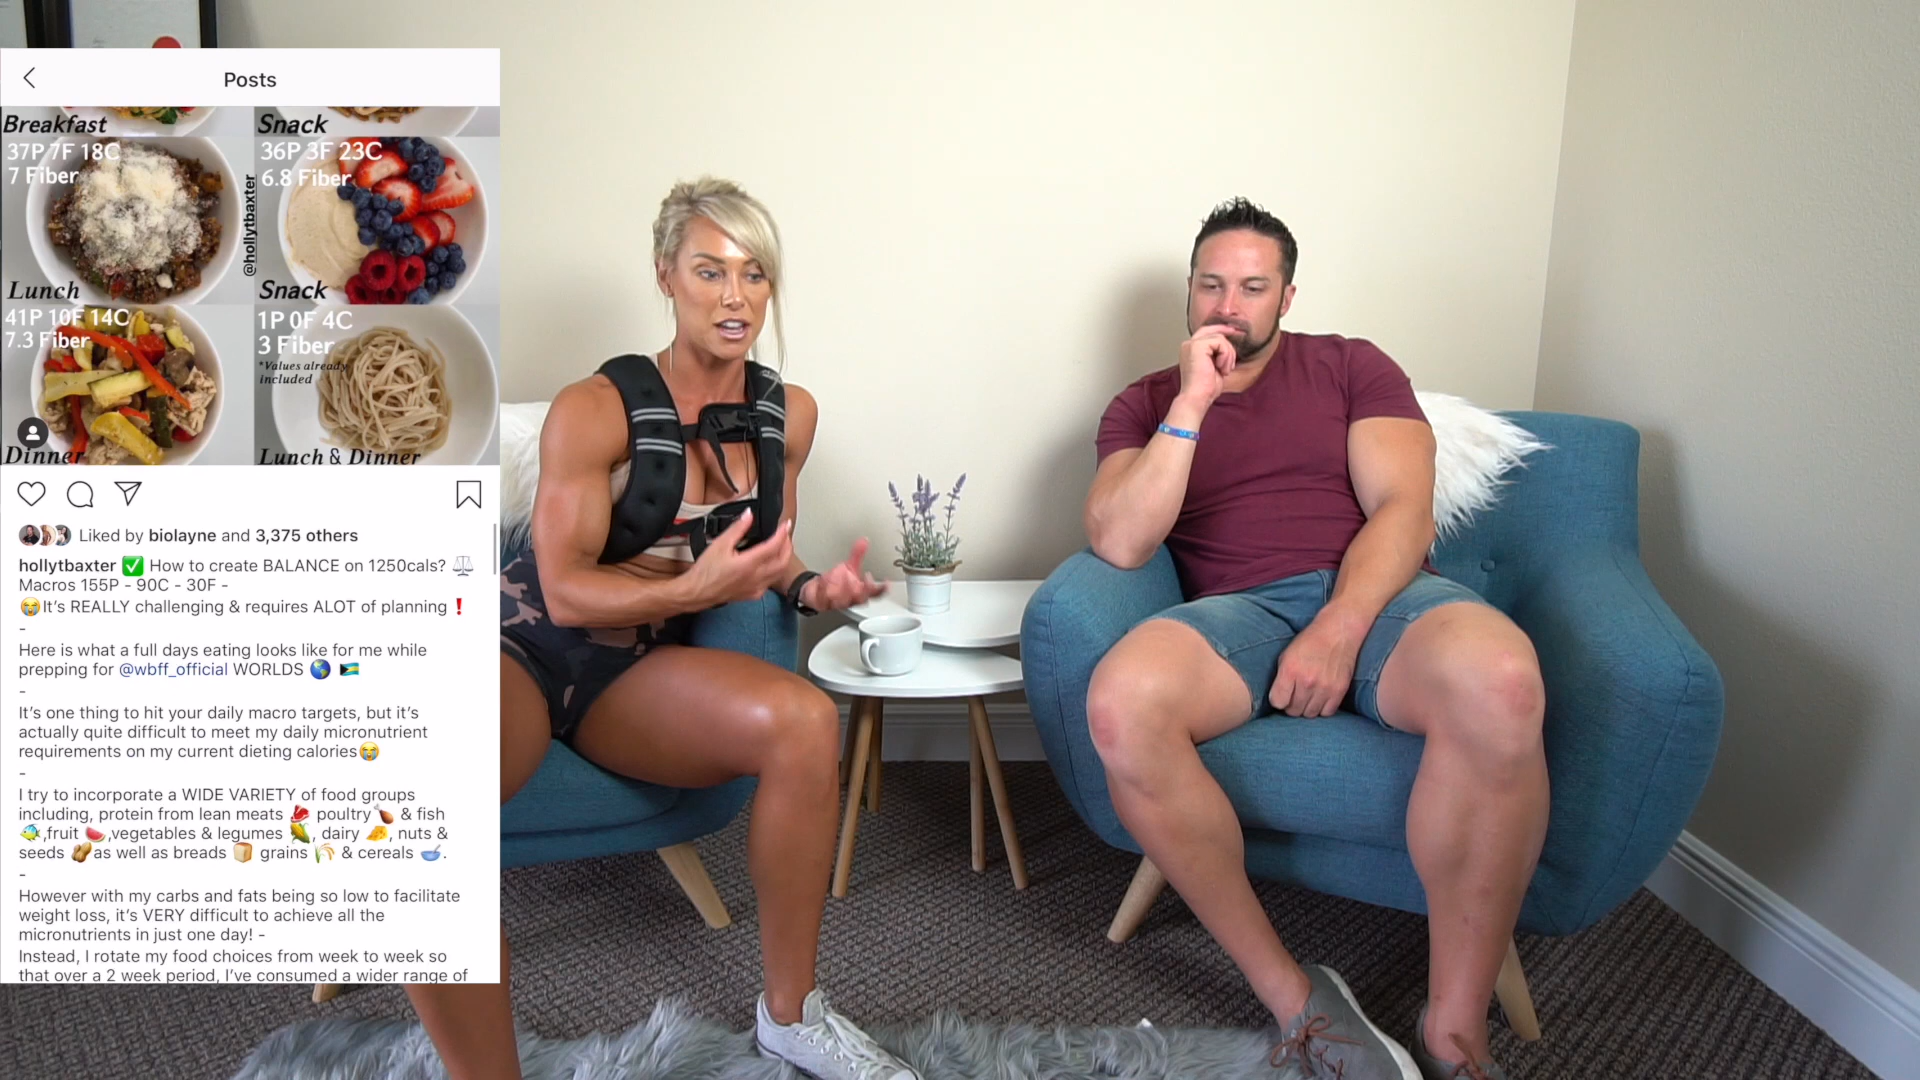 Posts
Breakfast
Snack
37P 7F 18C
7 Fiber
36P 3F 23C
6.8 Fiber
@hollytbaxter
Lunch
Snack
41P 10F 14C
7.3 Fiber
1P 0F 4C
3 Fiber
*Values already
included
Dinner
Lunch & Dinner
Liked by biolayne and 3,375 others
hollytbaxter ✅ How to create BALANCE on 1250cals? ⚖️
Macros 155P - 90C - 30F -
😭It’s REALLY challenging & requires ALOT of planning❗
-
Here is what a full days eating looks like for me while
prepping for @wbff_official WORLDS 🌎 🇧🇸
-
It’s one thing to hit your daily macro targets, but it’s
actually quite difficult to meet my daily micronutrient
requirements on my current dieting calories😭
-
I try to incorporate a WIDE VARIETY of food groups
including, protein from lean meats 🥩 poultry🍗 & fish
🐠,fruit 🍉,vegetables & legumes 🌽, dairy 🧀, nuts &
seeds 🥜as well as breads 🍞 grains 🌾 & cereals 🥣.
-
However with my carbs and fats being so low to facilitate
weight loss, it’s VERY difficult to achieve all the
micronutrients in just one day! -
Instead, I rotate my food choices from week to week so
that over a 2 week period, I’ve consumed a wider range of